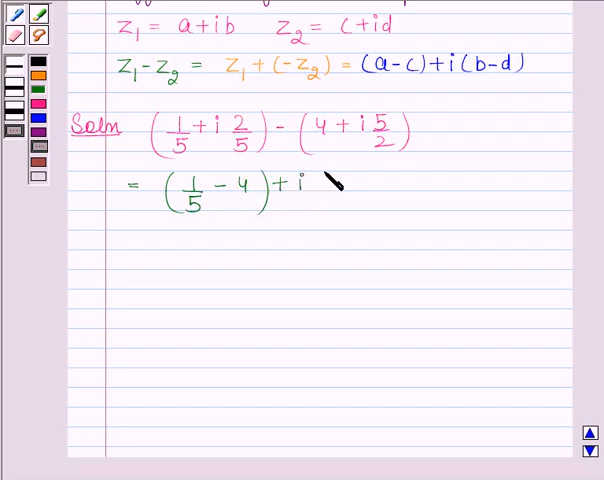 z₁ = a+ib   z₂ = c+id
z₁ - z₂ = z₁ + (-z₂) = (a-c) + i(b-d)
Soln (1/5 + i 2/5) - (4 + i 5/2)
= (1/5 - 4) + i